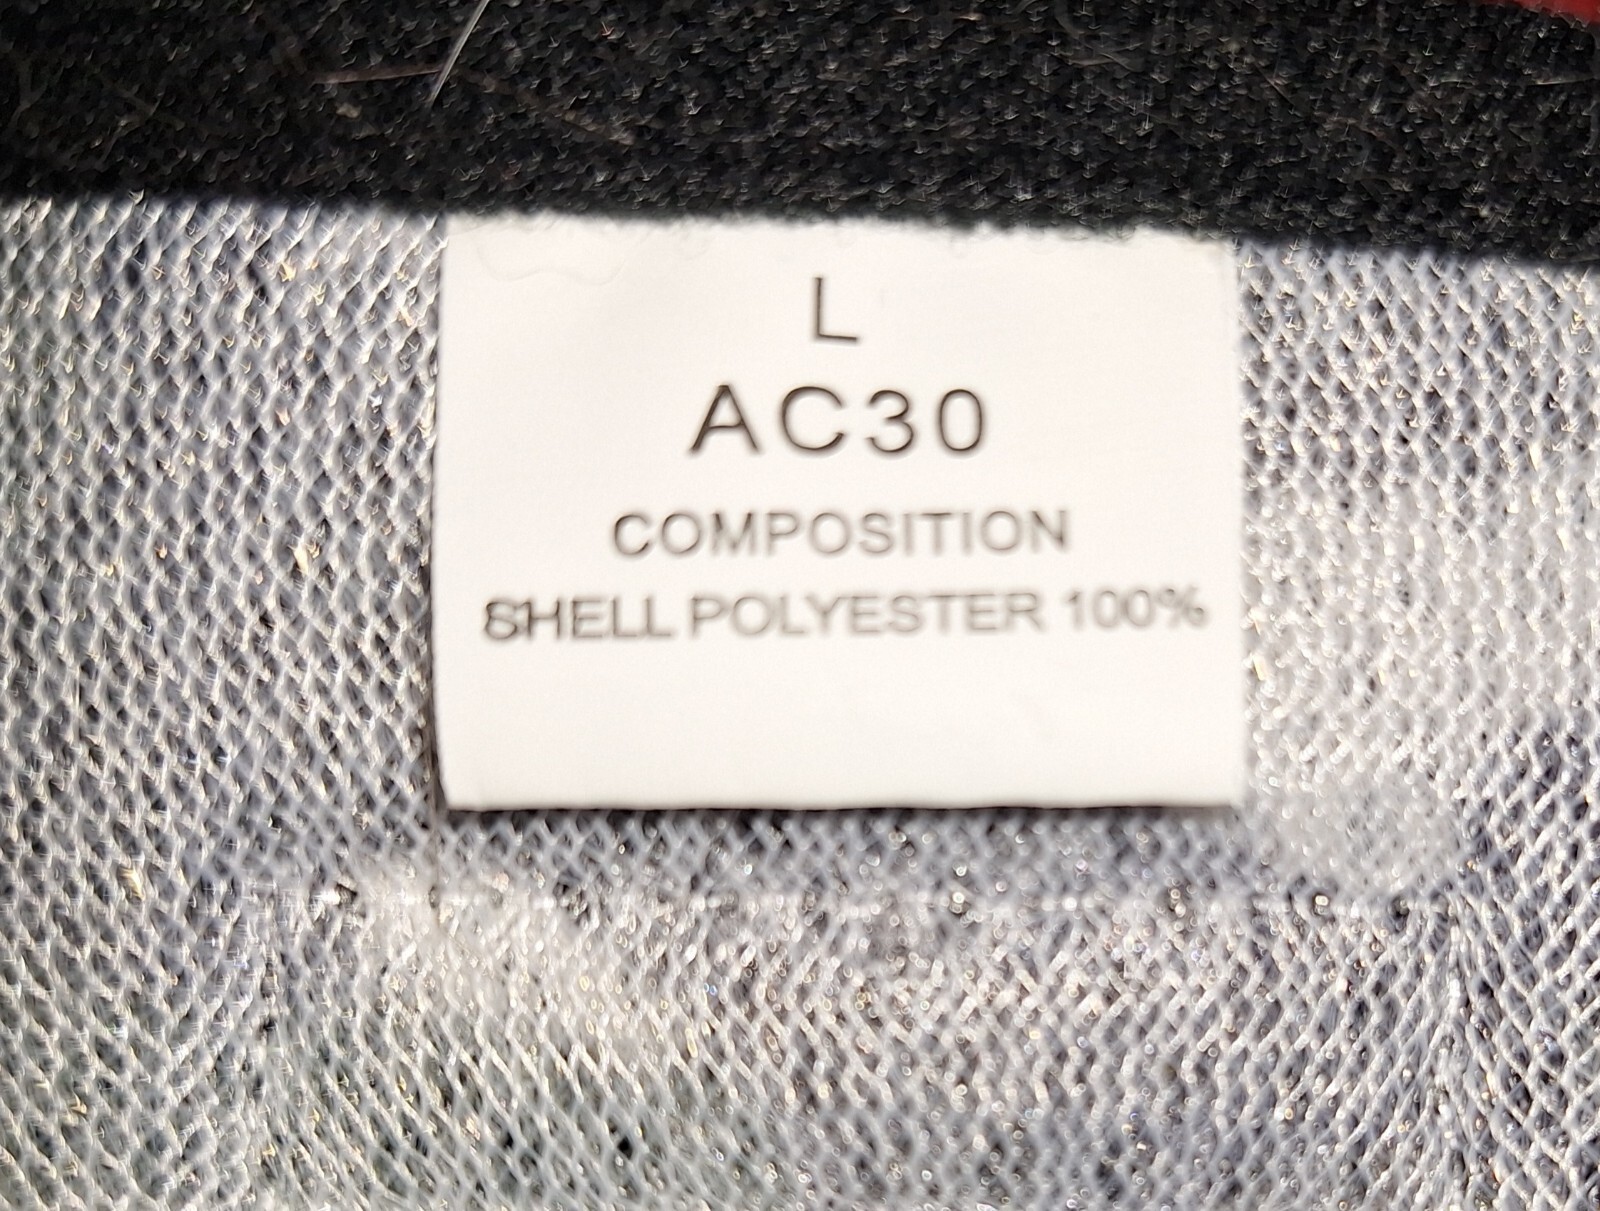 L
AC30
COMPOSITION
SHELL POLYESTER 100%